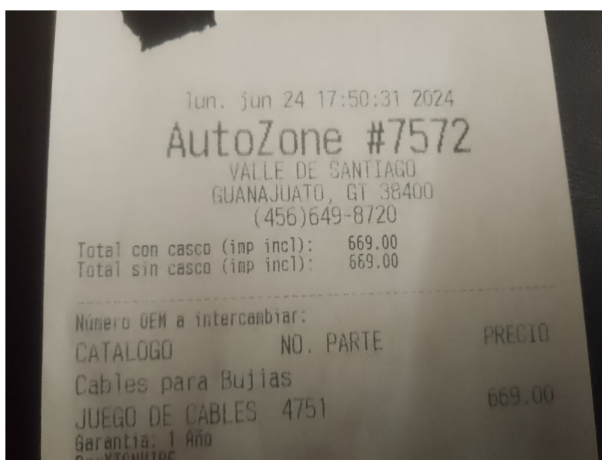 lun. jun 24 17:50:31 2024
AutoZone #7572
VALLE DE SANTIAGO
GUANAJUATO, GT 38400
(456)649-8720
Total con casco (imp incl): 669.00
Total sin casco (imp incl): 669.00
Número OEM a intercambiar:
CATALOGO NO. PARTE PRECIO
Cables para Bujias
JUEGO DE CABLES 4751 669.00
Garantia: 1 Año